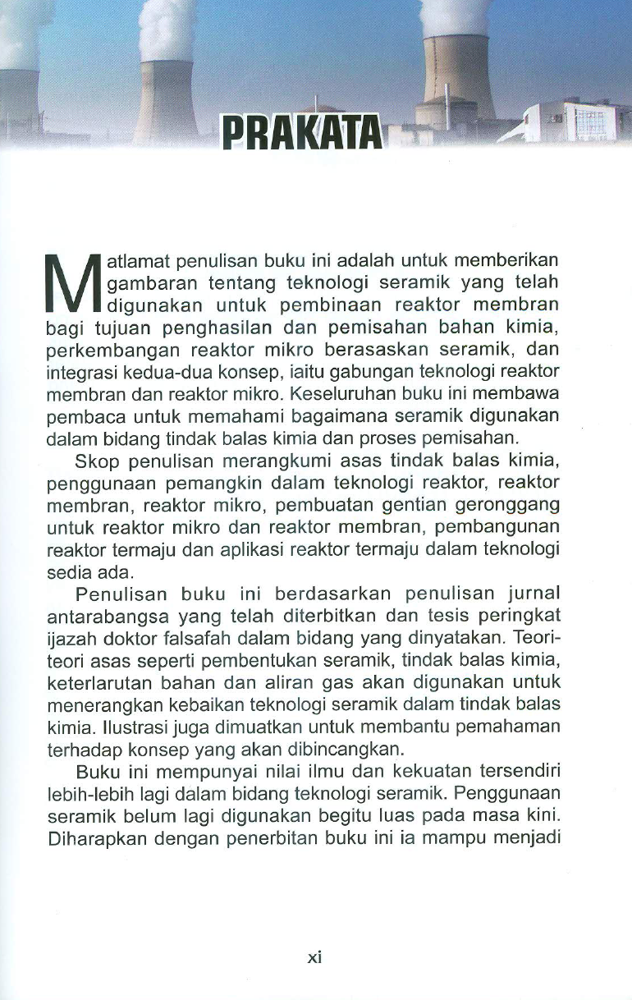 PRAKATA
Matlamat penulisan buku ini adalah untuk memberikan
gambaran tentang teknologi seramik yang telah
digunakan untuk pembinaan reaktor membran
bagi tujuan penghasilan dan pemisahan bahan kimia,
perkembangan reaktor mikro berasaskan seramik, dan
integrasi kedua-dua konsep, iaitu gabungan teknologi reaktor
membran dan reaktor mikro. Keseluruhan buku ini membawa
pembaca untuk memahami bagaimana seramik digunakan
dalam bidang tindak balas kimia dan proses pemisahan.
Skop penulisan merangkumi asas tindak balas kimia,
penggunaan pemangkin dalam teknologi reaktor, reaktor
membran, reaktor mikro, pembuatan gentian geronggang
untuk reaktor mikro dan reaktor membran, pembangunan
reaktor termaju dan aplikasi reaktor termaju dalam teknologi
sedia ada.
Penulisan buku ini berdasarkan penulisan jurnal
antarabangsa yang telah diterbitkan dan tesis peringkat
ijazah doktor falsafah dalam bidang yang dinyatakan. Teori-
teori asas seperti pembentukan seramik, tindak balas kimia,
keterlarutan bahan dan aliran gas akan digunakan untuk
menerangkan kebaikan teknologi seramik dalam tindak balas
kimia. Ilustrasi juga dimuatkan untuk membantu pemahaman
terhadap konsep yang akan dibincangkan.
Buku ini mempunyai nilai ilmu dan kekuatan tersendiri
lebih-lebih lagi dalam bidang teknologi seramik. Penggunaan
seramik belum lagi digunakan begitu luas pada masa kini.
Diharapkan dengan penerbitan buku ini ia mampu menjadi
xi